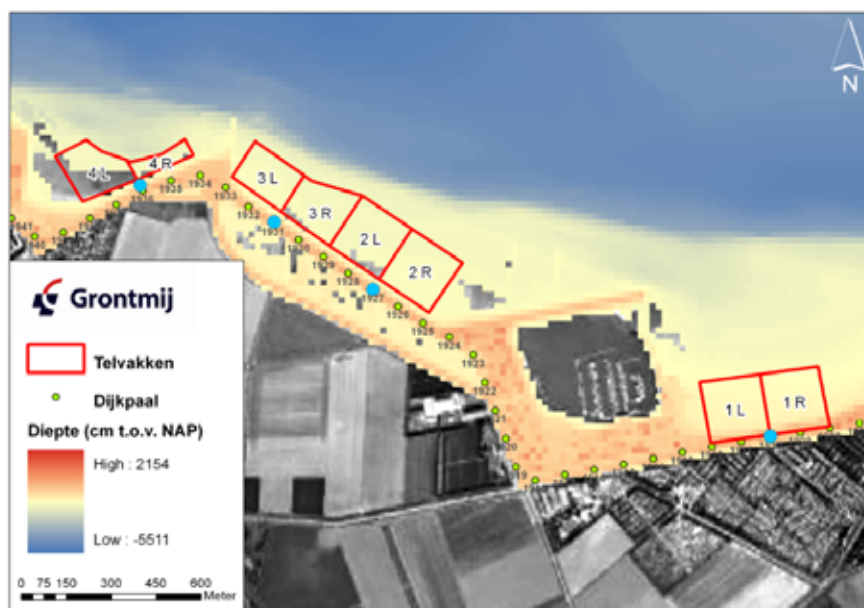 N
4 L
4 R
1935
1934
3 L
1933
1932
3 R
1931
1930
2 L
1929
1928
2 R
1927
1926
1925
1924
1923
1922
1 L
1 R
Grontmij
Telvakken
Dijkpaal
Diepte (cm t.o.v. NAP)
High : 2154
Low : -5511
0 75 150 300 450 600
Meter